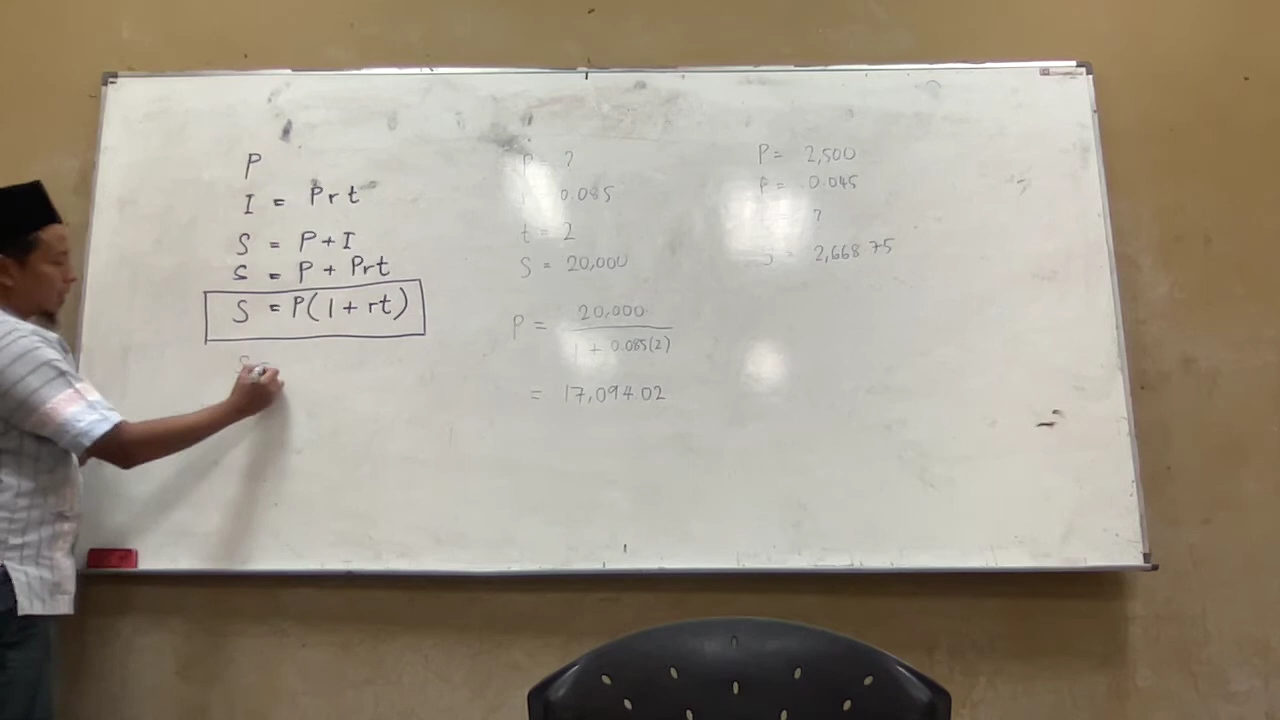 P
I = Prt
S = P+I
S = P + Prt
S = P(1+rt)
S =
P = ?
0.085
t = 2
S = 20,000
P = 20,000
1 + 0.085(2)
= 17,094.02
P= 2,500
r= 0.045
?
S = 2,668.75